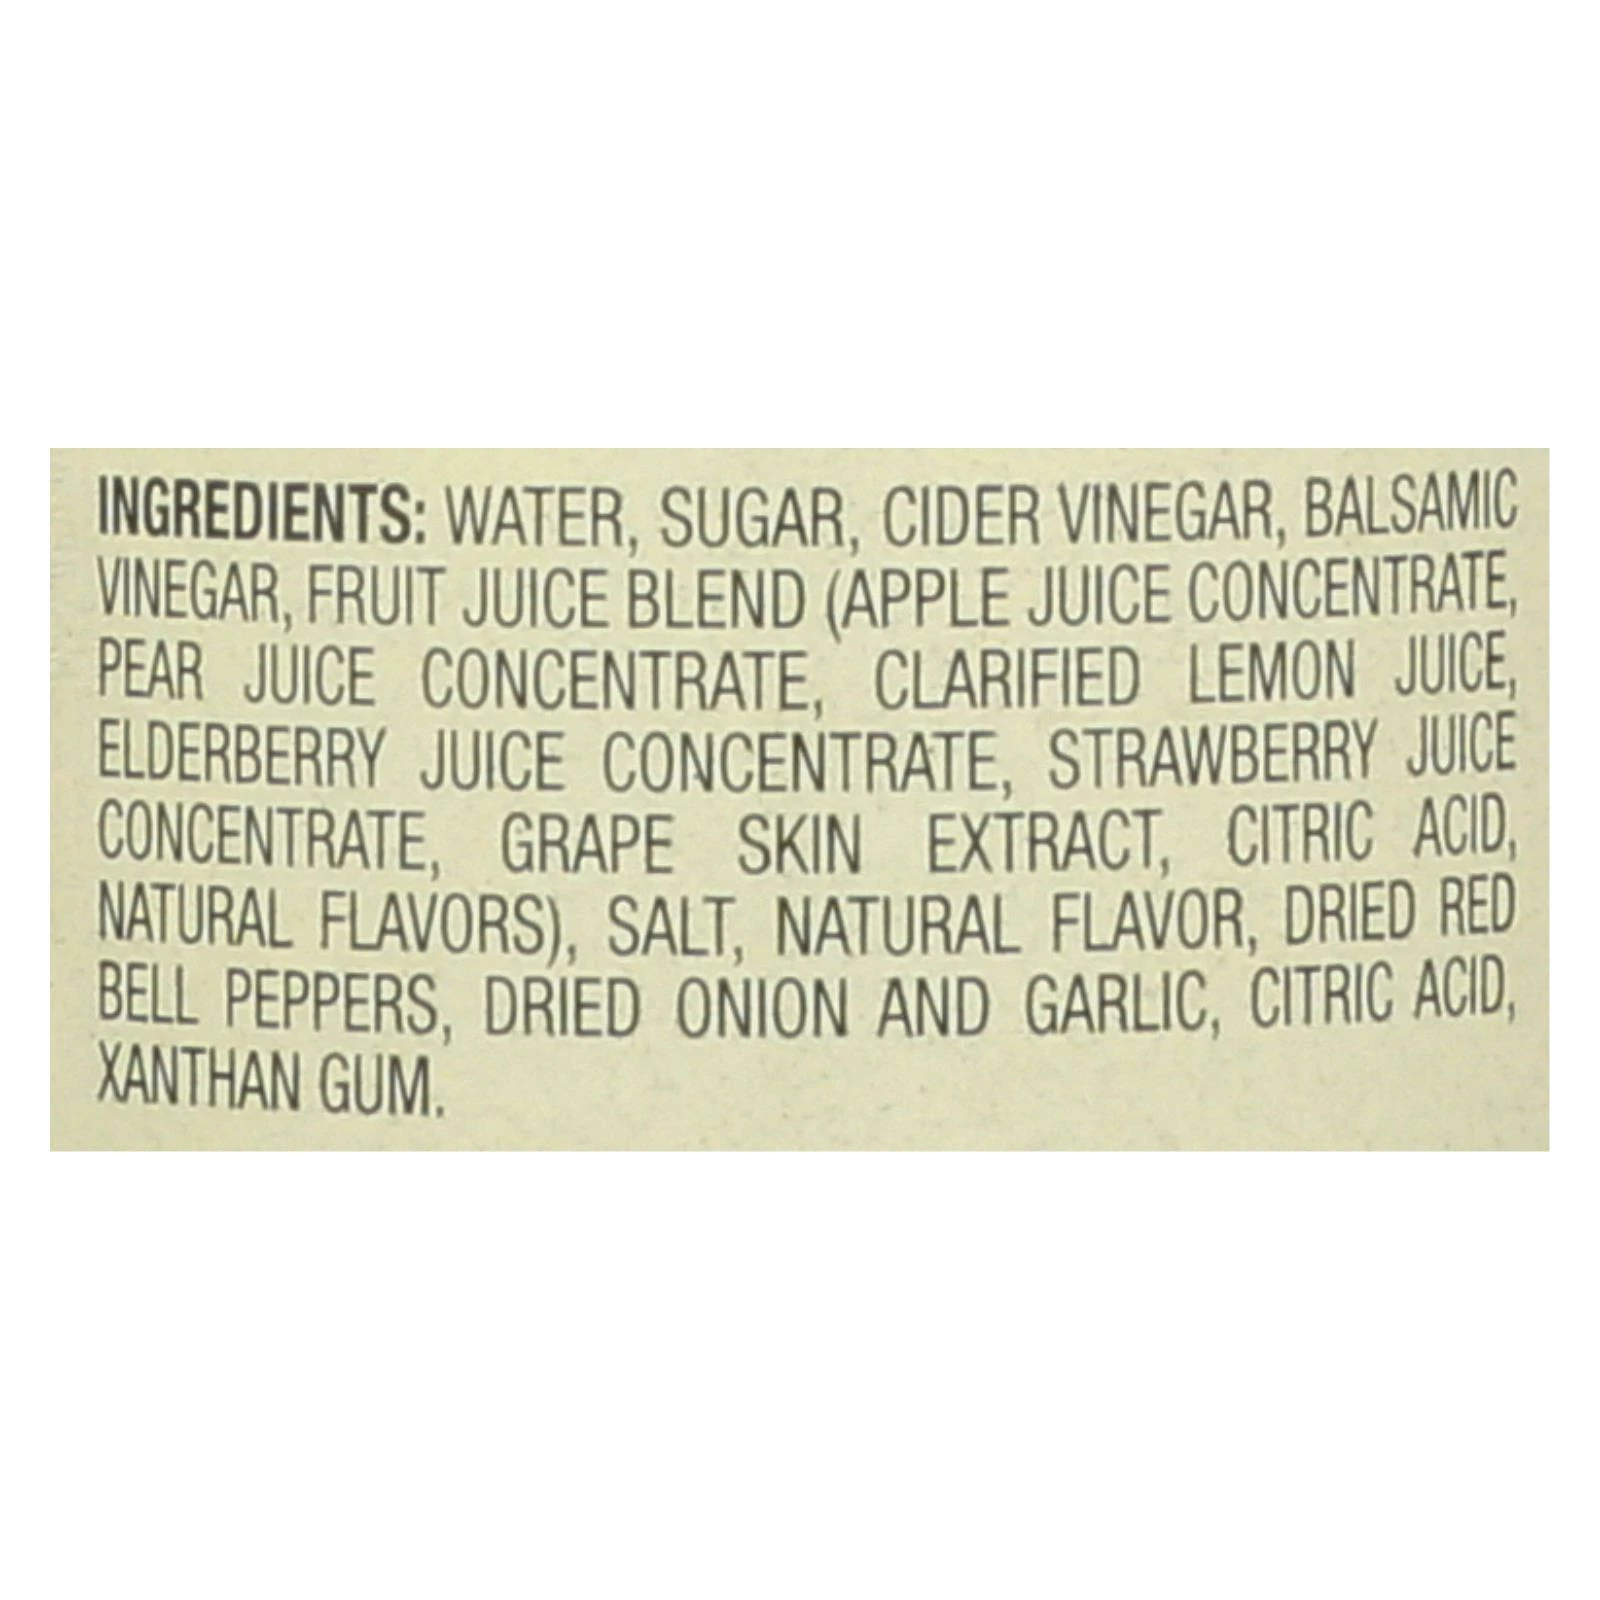 INGREDIENTS: WATER, SUGAR, CIDER VINEGAR, BALSAMIC
VINEGAR, FRUIT JUICE BLEND (APPLE JUICE CONCENTRATE,
PEAR JUICE CONCENTRATE, CLARIFIED LEMON JUICE,
ELDERBERRY JUICE CONCENTRATE, STRAWBERRY JUICE
CONCENTRATE, GRAPE SKIN EXTRACT, CITRIC ACID,
NATURAL FLAVORS), SALT, NATURAL FLAVOR, DRIED RED
BELL PEPPERS, DRIED ONION AND GARLIC, CITRIC ACID,
XANTHAN GUM.